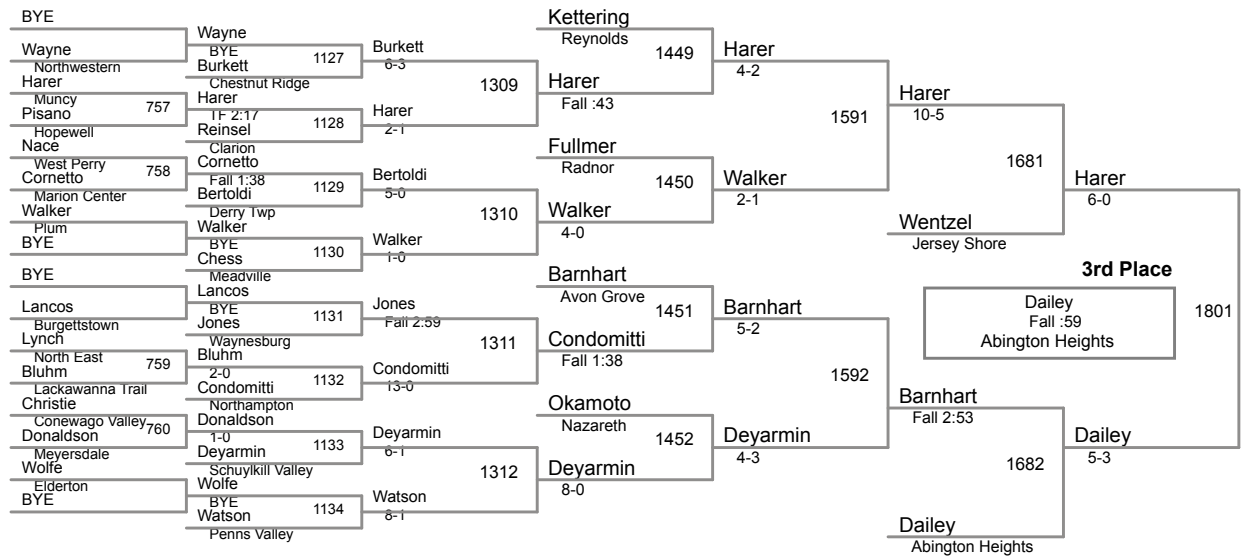 BYE
Wayne
Northwestern
Harer
Muncy
757
Pisano
Hopewell
Nace
West Perry
758
Cornetto
Marion Center
Walker
Plum
BYE
BYE
Lancos
Burgettstown
Lynch
North East
759
Bluhm
Lackawanna Trail
Christie
Conewago Valley
760
Donaldson
Meyersdale
Wolfe
Elderton
BYE
Wayne
BYE
1127
Burkett
Chestnut Ridge
Harer
TF 2:17
1128
Reinsel
Clarion
Cornetto
Fall 1:38
1129
Bertoldi
Derry Twp
Walker
BYE
1130
Chess
Meadville
Lancos
BYE
1131
Jones
Waynesburg
Bluhm
2-0
1132
Condomitti
Northampton
Donaldson
1-0
1133
Deyarmin
Schuylkill Valley
Wolfe
BYE
1134
Watson
Penns Valley
Burkett
6-3
1309
Harer
2-1
Bertoldi
5-0
1310
Walker
1-0
Jones
Fall 2:59
1311
Condomitti
13-0
Deyarmin
6-1
1312
Watson
8-1
Kettering
Reynolds
1449
Harer
Fall :43
Fullmer
Radnor
1450
Walker
4-0
Barnhart
Avon Grove
1451
Condomitti
Fall 1:38
Okamoto
Nazareth
1452
Deyarmin
8-0
Harer
4-2
1591
Walker
2-1
Barnhart
5-2
1592
Deyarmin
4-3
Harer
10-5
1681
Wentzel
Jersey Shore
Barnhart
Fall 2:53
1682
Dailey
Abington Heights
Harer
6-0
1801
Dailey
5-3
3rd Place
Dailey
Fall :59
Abington Heights